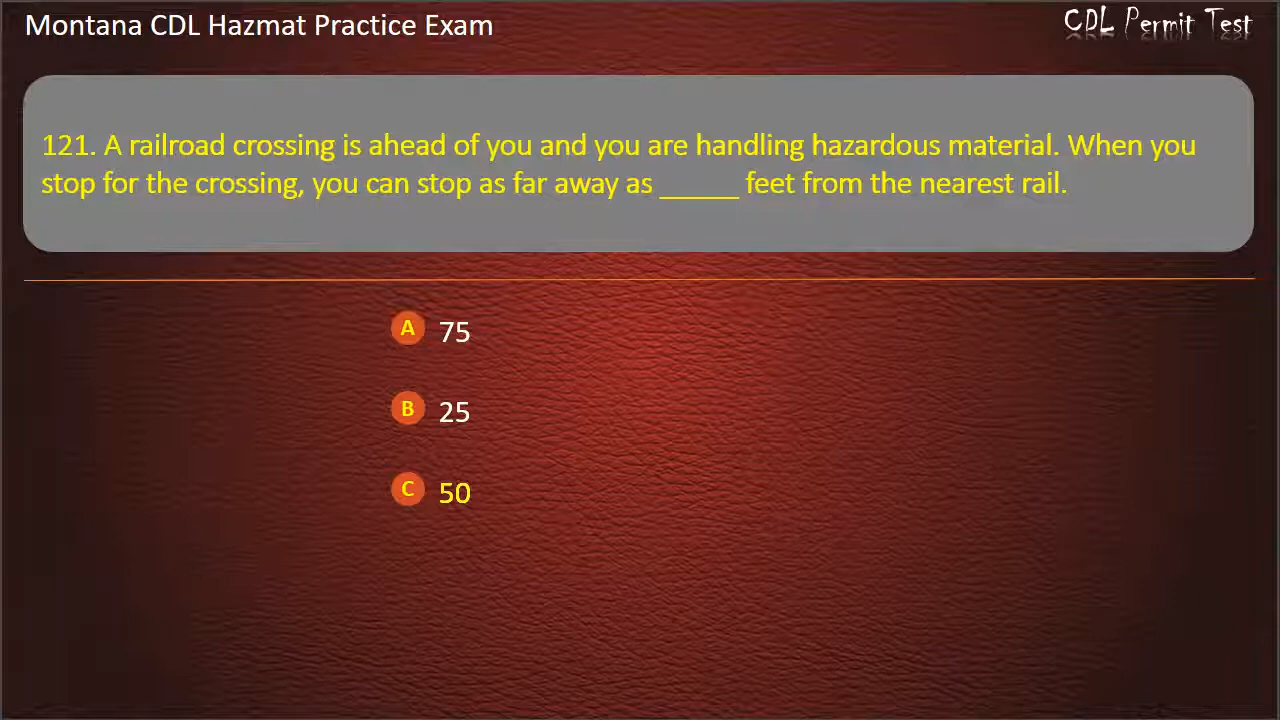 Montana CDL Hazmat Practice Exam
CDL Permit Test
121. A railroad crossing is ahead of you and you are handling hazardous material. When you
stop for the crossing, you can stop as far away as _____ feet from the nearest rail.
A 75
B 25
C 50